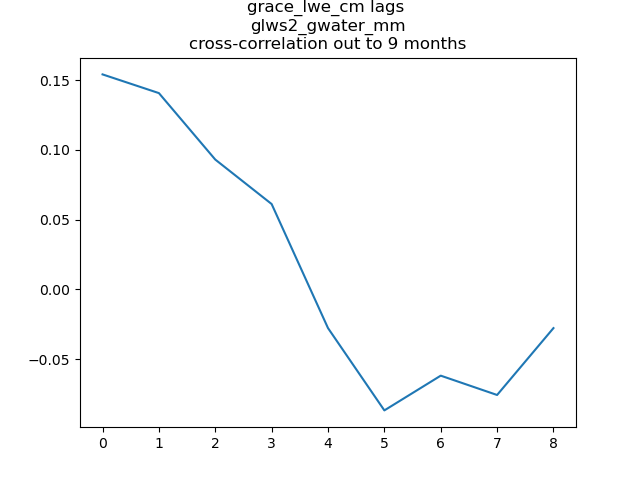 grace_lwe_cm lags
glws2_gwater_mm
cross-correlation out to 9 months
0.15
0.10
0.05
0.00
−0.05
0 1 2 3 4 5 6 7 8